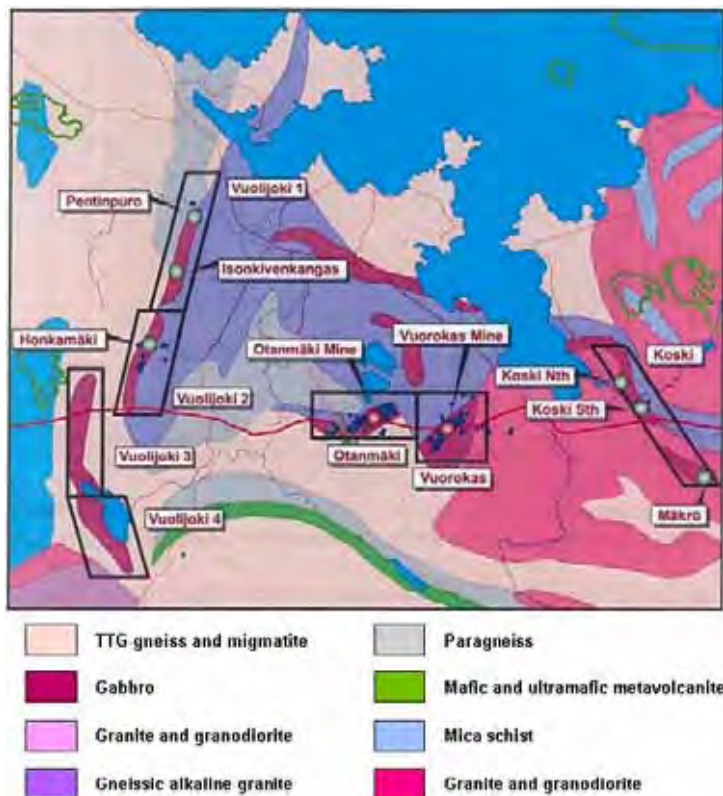 Vuolijoki 1
Pentinpuro
Isonkivenkangas
Honkamäki
Vuorokas Mine
Otanmäki Mine
Koski
Koski Nth
Vuolijoki 2
Koski Sth
Vuolijoki 3
Otanmäki
Vuorokas
Mäkrö
Vuolijoki 4
TTG gneiss and migmatite
Paragneiss
Gabbro
Mafic and ultramafic metavolcanite
Granite and granodiorite
Mica schist
Gneissic alkaline granite
Granite and granodiorite